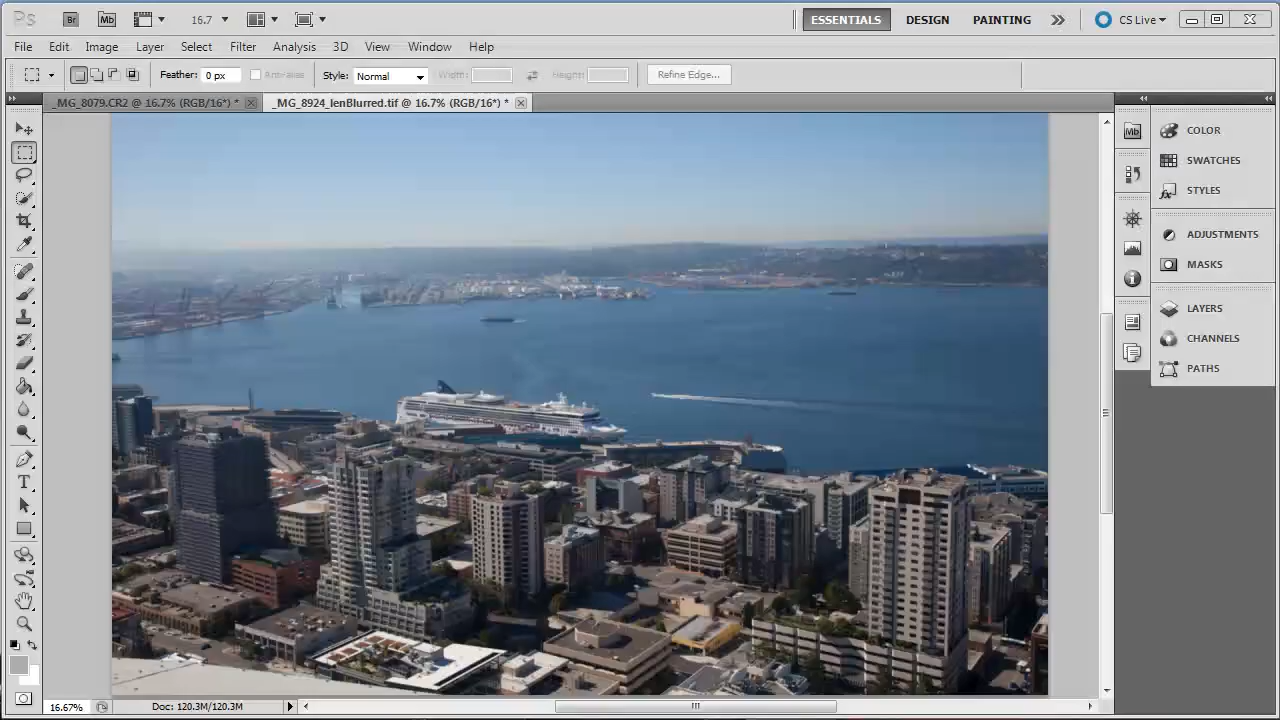 Ps Br Mb 16.7 ESSENTIALS DESIGN PAINTING CS Live
File Edit Image Layer Select Filter Analysis 3D View Window Help
Feather: 0 px Anti-alias Style: Normal Width: Height: Refine Edge...
_MG_8079.CR2 @ 16.7% (RGB/16*) * _MG_8924_lenBlurred.tif @ 16.7% (RGB/16*) *
Mb
COLOR
SWATCHES
STYLES
ADJUSTMENTS
MASKS
LAYERS
CHANNELS
PATHS
16.67% Doc: 120.3M/120.3M